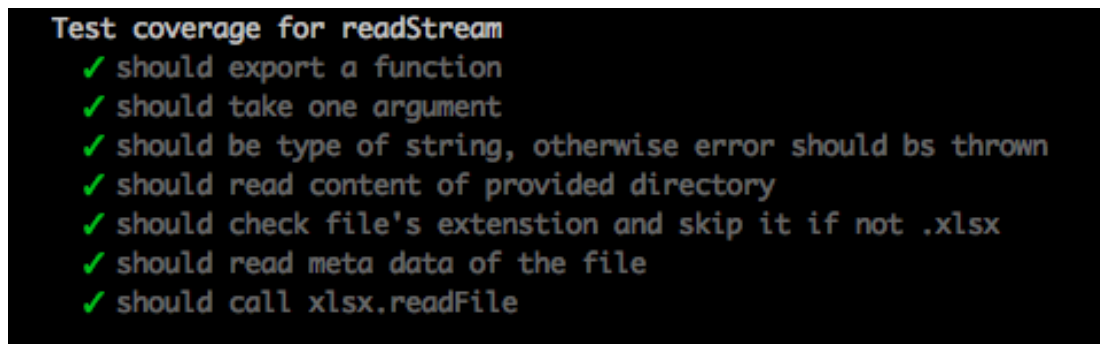 Test coverage for readStream
✓ should export a function
✓ should take one argument
✓ should be type of string, otherwise error should bs thrown
✓ should read content of provided directory
✓ should check file's extenstion and skip it if not .xlsx
✓ should read meta data of the file
✓ should call xlsx.readFile